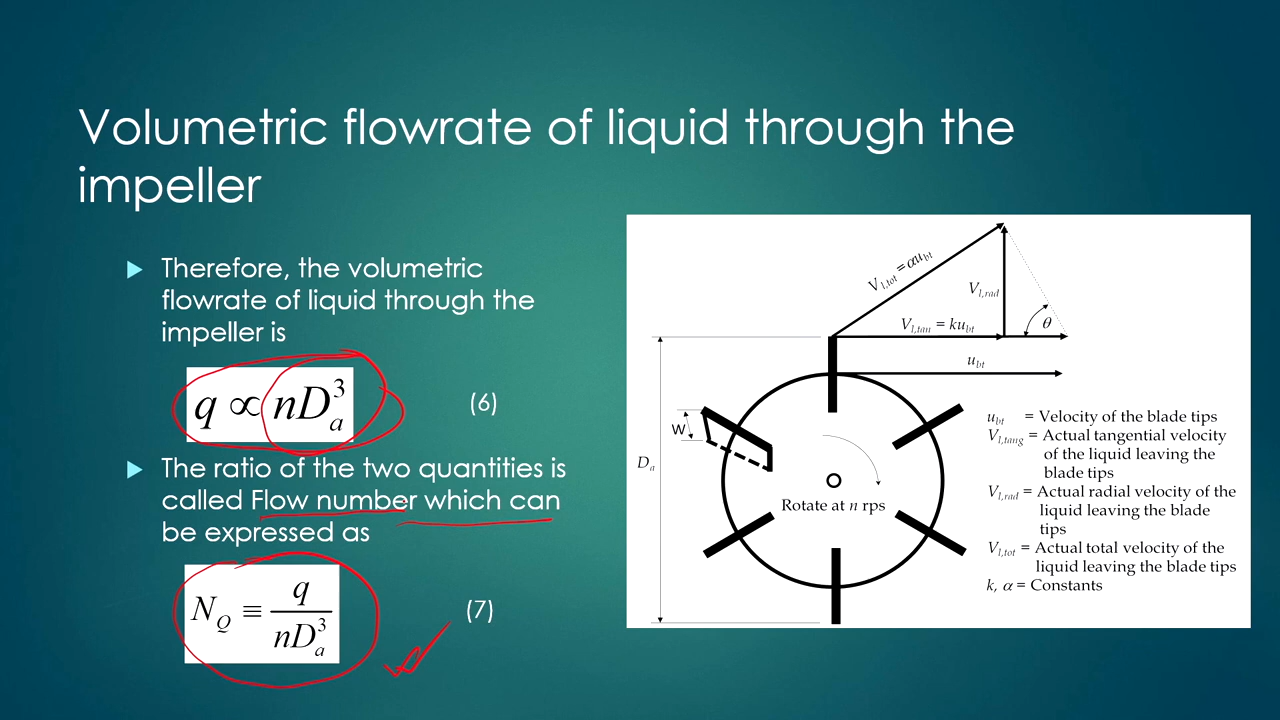 Volumetric flowrate of liquid through the
impeller
Therefore, the volumetric
flowrate of liquid through the
impeller is
q ∝ nD_a^3
(6)
The ratio of the two quantities is
called Flow number which can
be expressed as
N_Q ≡ q / nD_a^3
(7)
V_l,tot = αu_bt
V_l,rad
V_l,tan = ku_bt
θ
u_bt
w
D_a
Rotate at n rps
u_bt = Velocity of the blade tips
V_l,tang = Actual tangential velocity
of the liquid leaving the
blade tips
V_l,rad = Actual radial velocity of the
liquid leaving the blade
tips
V_l,tot = Actual total velocity of the
liquid leaving the blade tips
k, α = Constants